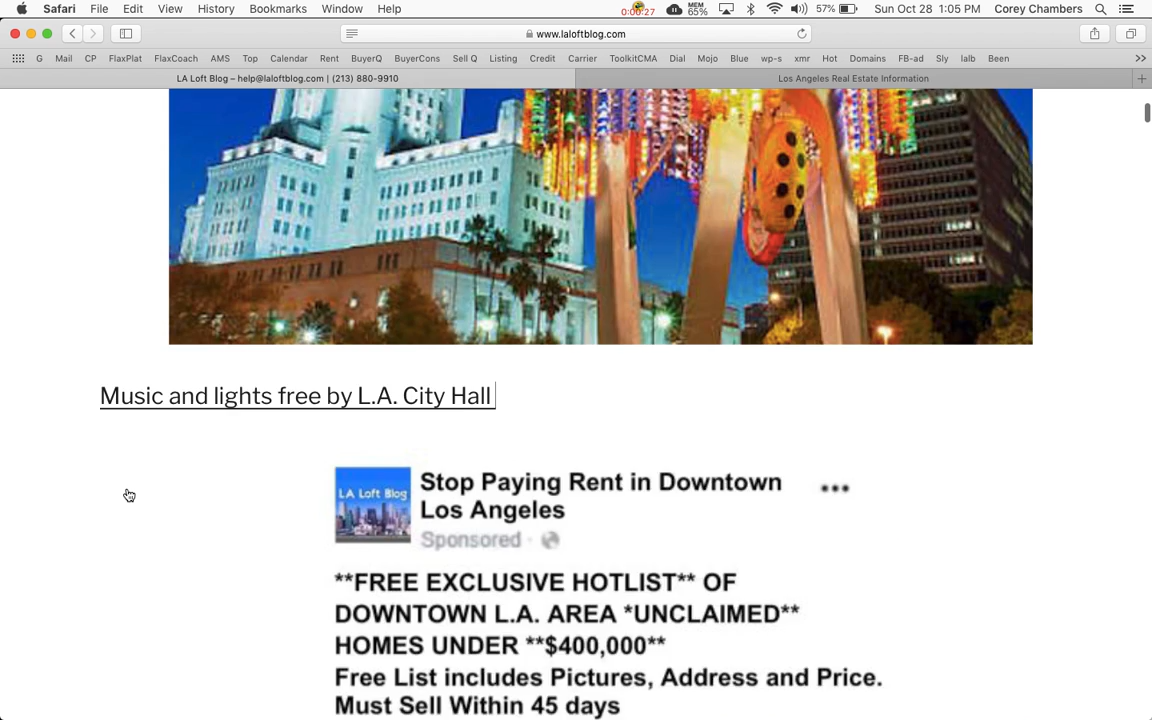 Safari File Edit View History Bookmarks Window Help 0:00:27 MEM 65% 57% Sun Oct 28 1:05 PM Corey Chambers
www.laloftblog.com
G Mail CP FlaxPlat FlaxCoach AMS Top Calendar Rent BuyerQ BuyerCons Sell Q Listing Credit Carrier ToolkitCMA Dial Mojo Blue wp-s xmr Hot Domains FB-ad Sly lalb Been
LA Loft Blog – help@laloftblog.com | (213) 880-9910 Los Angeles Real Estate Information
Music and lights free by L.A. City Hall
LA Loft Blog
Stop Paying Rent in Downtown
Los Angeles
Sponsored ·
**FREE EXCLUSIVE HOTLIST** OF
DOWNTOWN L.A. AREA *UNCLAIMED**
HOMES UNDER **$400,000**
Free List includes Pictures, Address and Price.
Must Sell Within 45 days